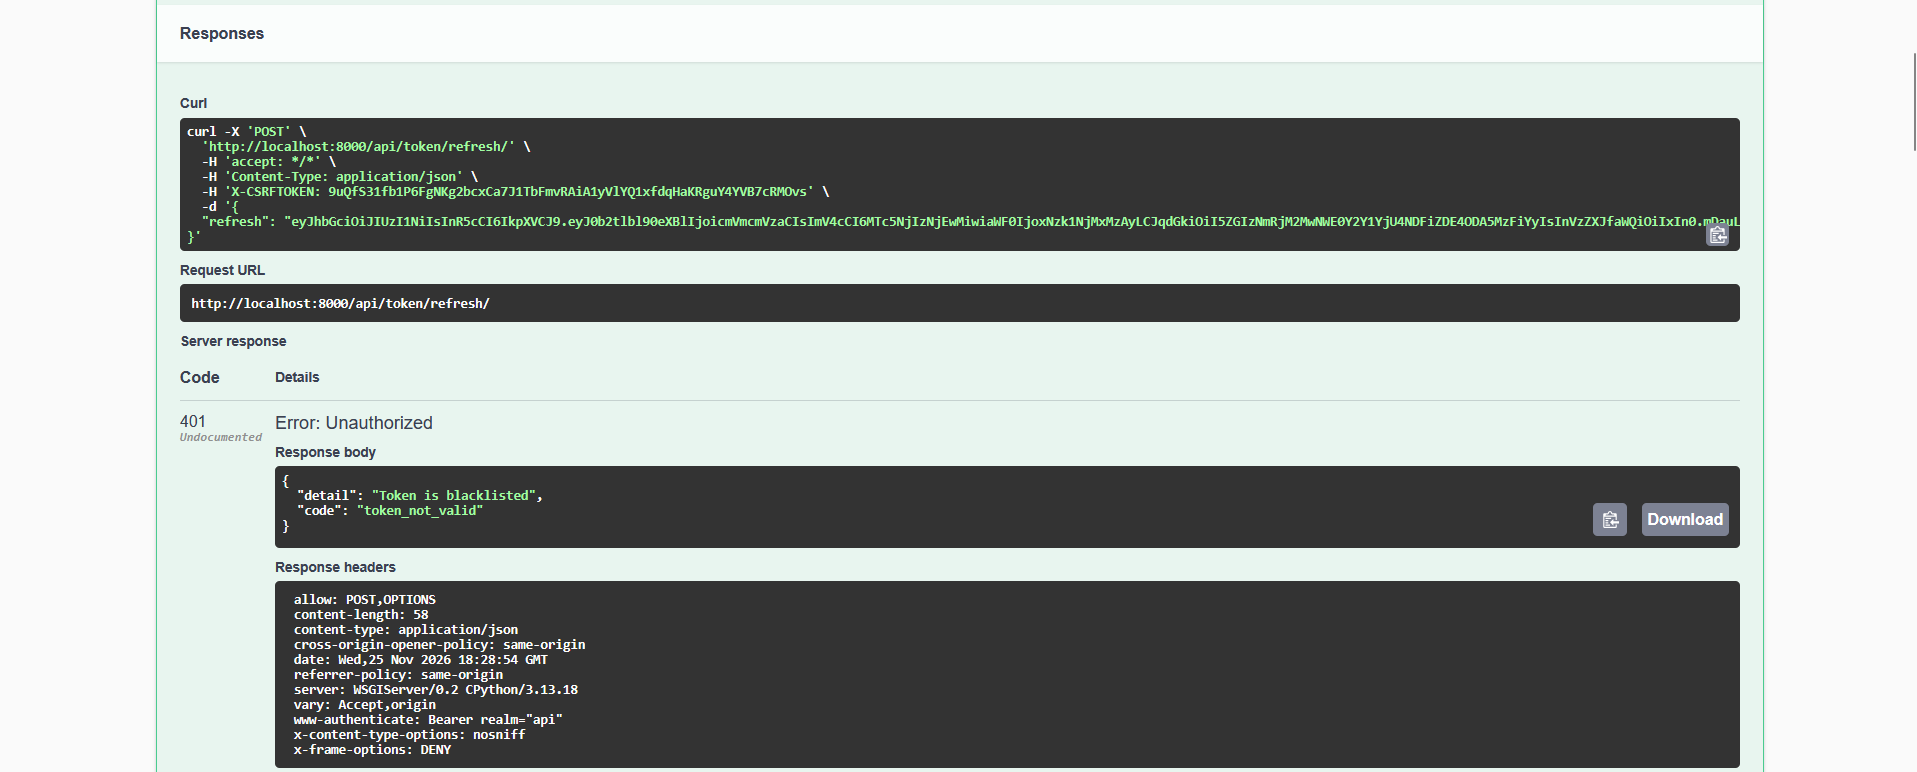 Responses
Curl
curl -X 'POST' \
'http://localhost:8000/api/token/refresh/' \
-H 'accept: */*' \
-H 'Content-Type: application/json' \
-H 'X-CSRFTOKEN: 9uQfS31fb1P6FgNKg2bcxCa7J1TbFmvRAiA1yVlYQ1xfdqHaKRguY4YVB7cRMOvs' \
-d '{
"refresh": "eyJhbGciOiJIUzI1NiIsInR5cCI6IkpXVCJ9.eyJ0b2tlbl90eXBlIjoicmVmcmVzaCIsImV4cCI6MTc5NjIzNjEwMiwiaWF0IjoxNzk1NjMxMzAyLCJqdGkiOiI5ZGIzNmRjM2MwNWE0Y2Y1YjU4NDFiZDE4ODA5MzFiYyIsInVzZXJfaWQiOiIxIn0.mDauL
}'
Request URL
http://localhost:8000/api/token/refresh/
Server response
Code Details
401 Error: Unauthorized
Undocumented
Response body
{
"detail": "Token is blacklisted",
"code": "token_not_valid"
}
Download
Response headers
allow: POST,OPTIONS
content-length: 58
content-type: application/json
cross-origin-opener-policy: same-origin
date: Wed,25 Nov 2026 18:28:54 GMT
referrer-policy: same-origin
server: WSGIServer/0.2 CPython/3.13.18
vary: Accept,origin
www-authenticate: Bearer realm="api"
x-content-type-options: nosniff
x-frame-options: DENY